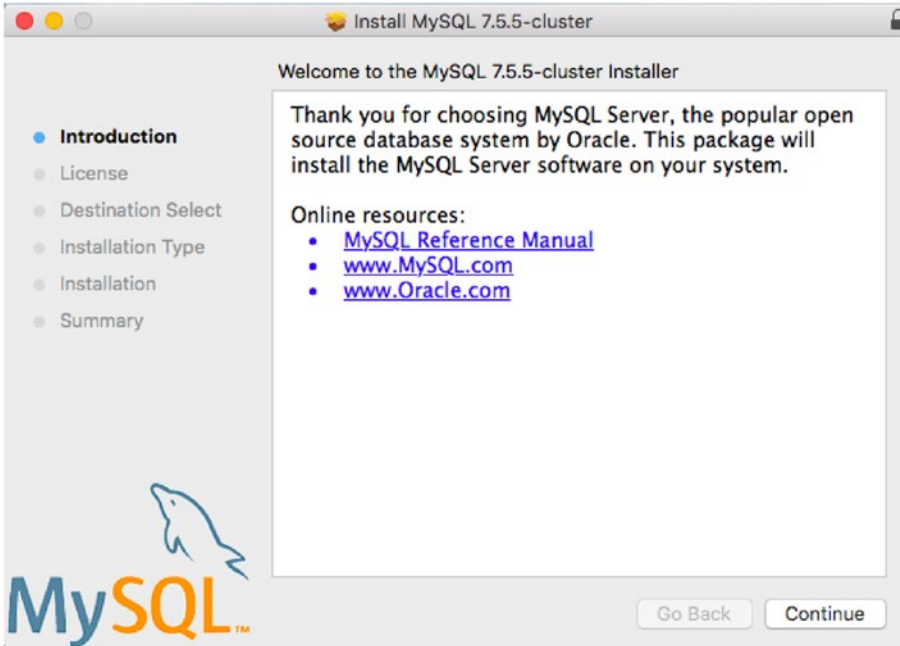 Install MySQL 7.5.5-cluster
Welcome to the MySQL 7.5.5-cluster Installer
Introduction
License
Destination Select
Installation Type
Installation
Summary
Thank you for choosing MySQL Server, the popular open
source database system by Oracle. This package will
install the MySQL Server software on your system.
Online resources:
• MySQL Reference Manual
• www.MySQL.com
• www.Oracle.com
MySQL™
Go Back
Continue